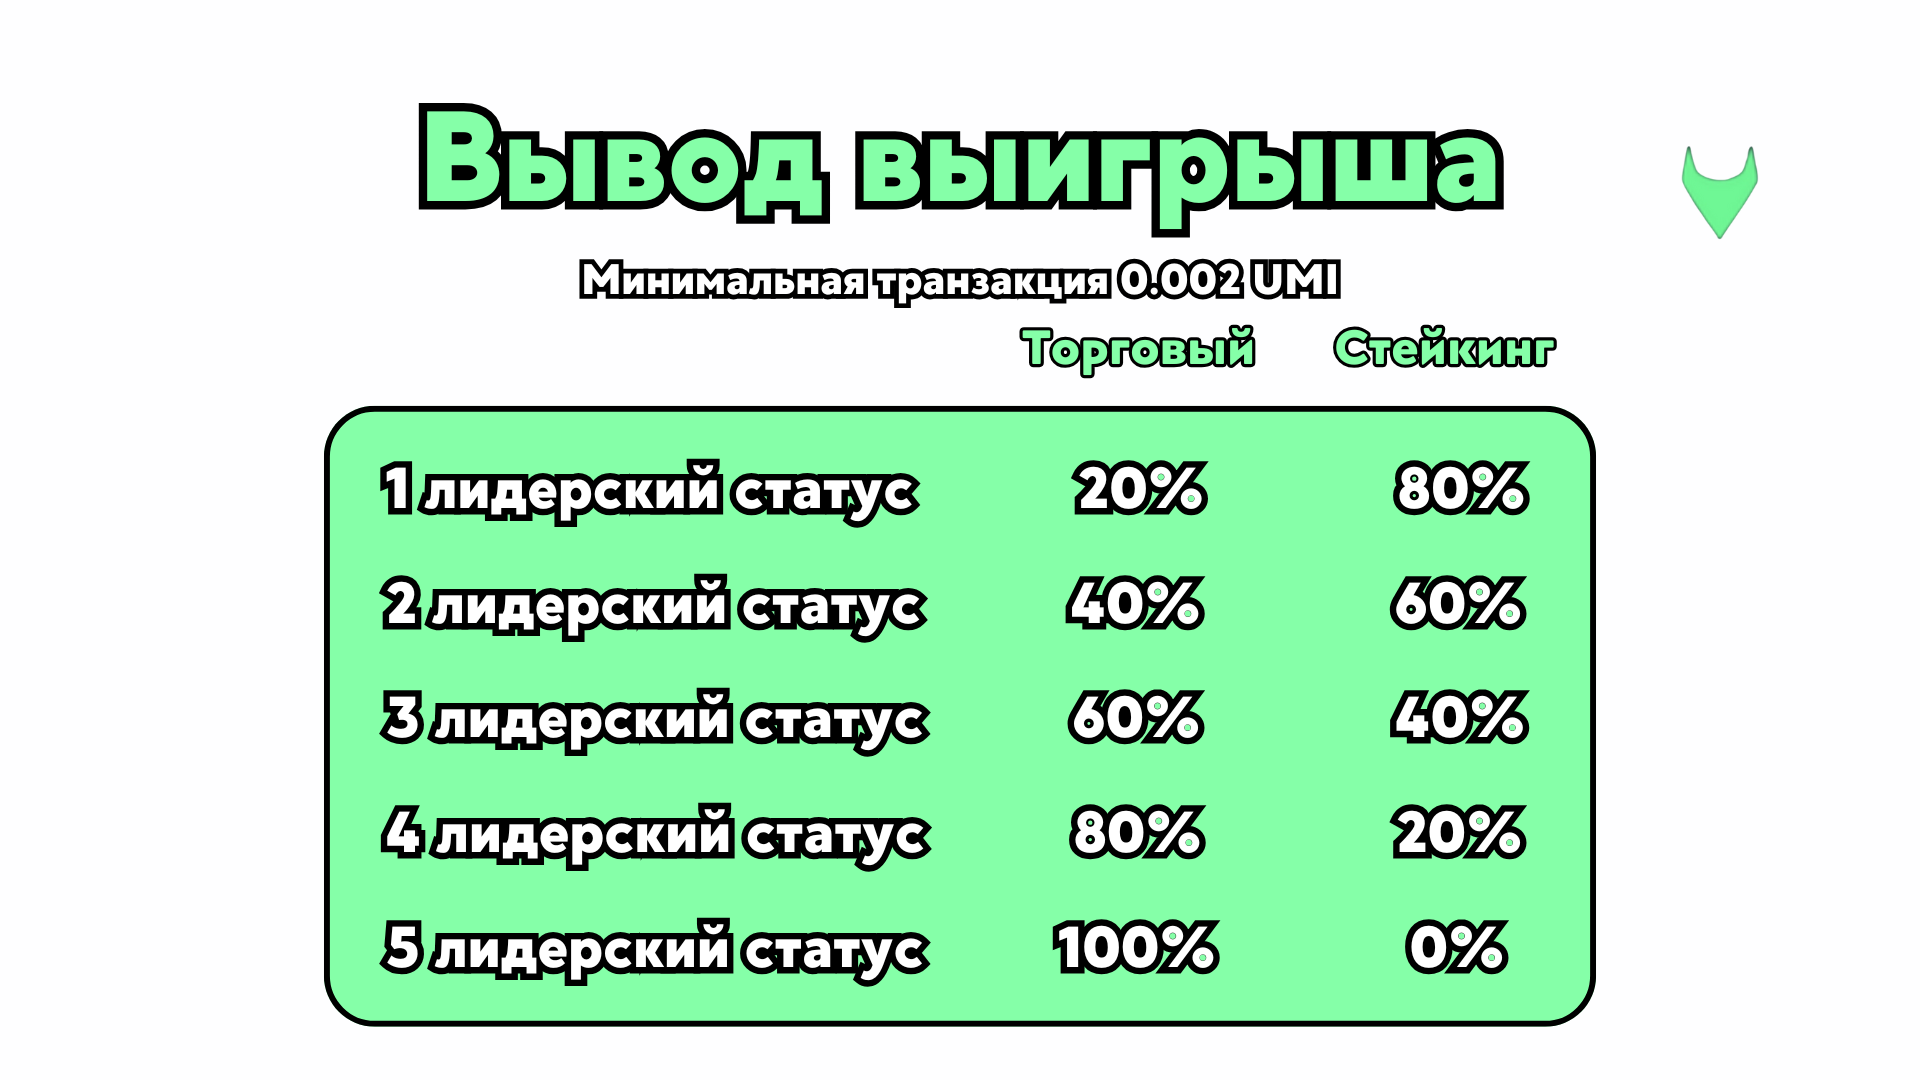 Вывод выигрыша
Минимальная транзакция 0.002 UMI
Торговый Стейкинг
1 лидерский статус 20% 80%
2 лидерский статус 40% 60%
3 лидерский статус 60% 40%
4 лидерский статус 80% 20%
5 лидерский статус 100% 0%